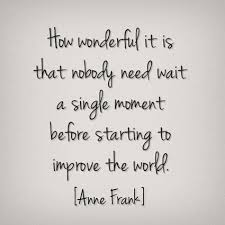 How wonderful it is
that nobody need wait
a single moment
before starting to
improve the world.
[Anne Frank]